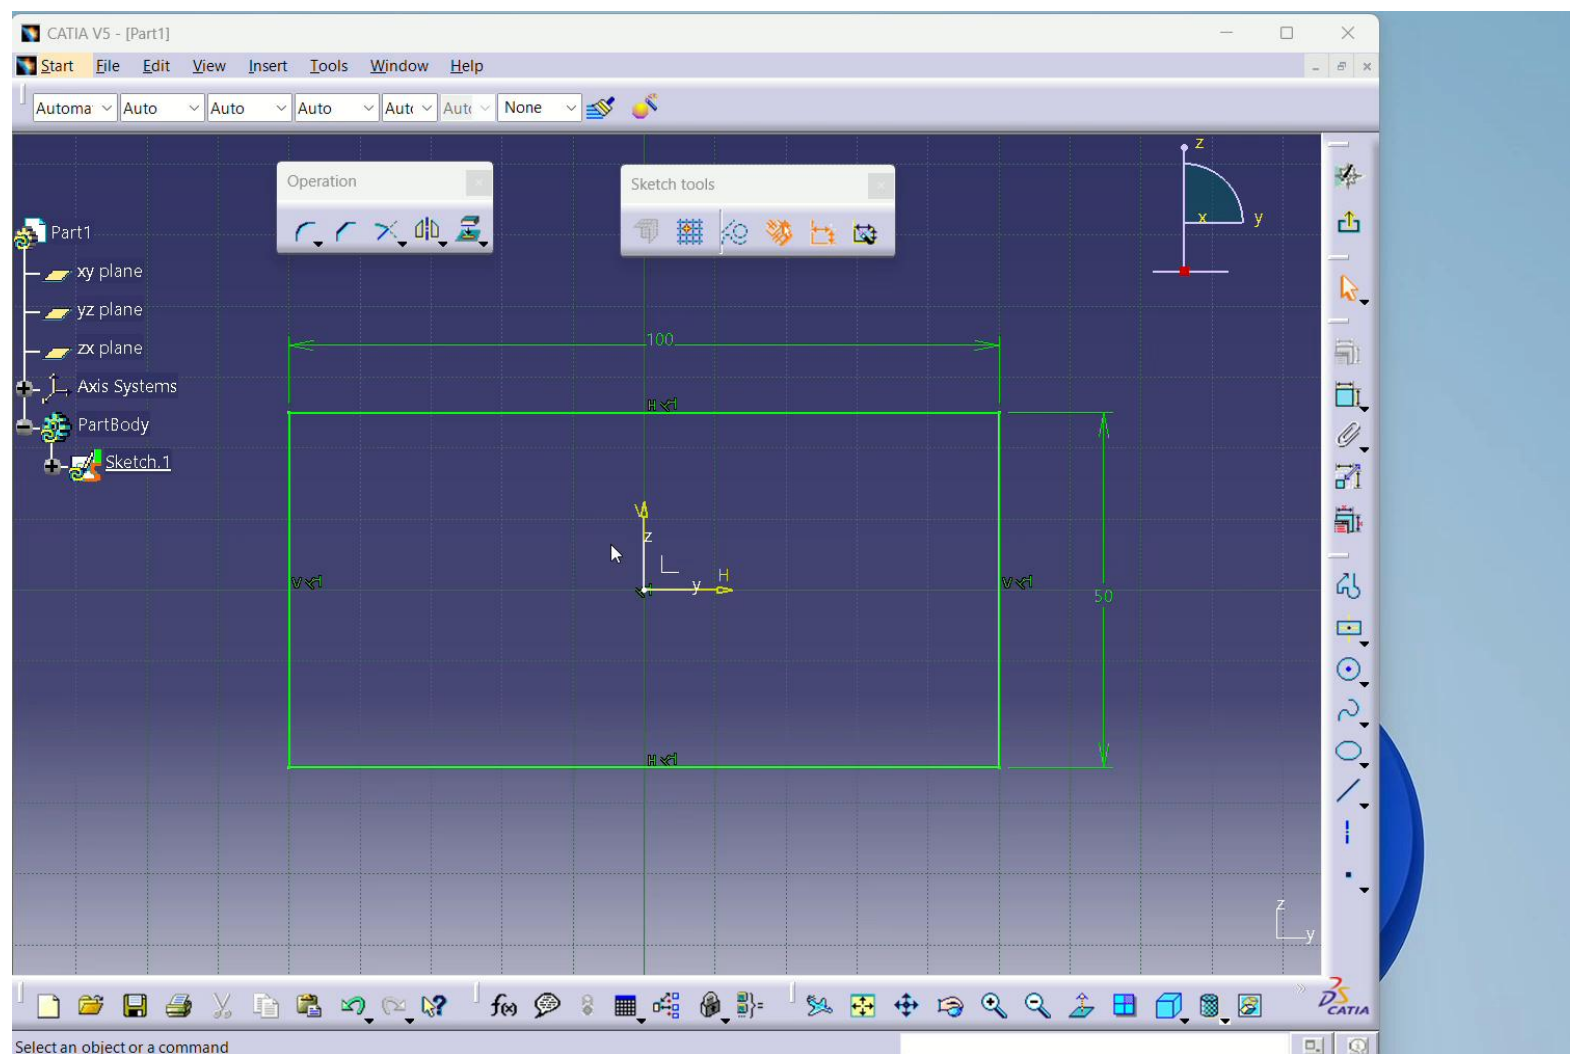 CATIA V5 - [Part1]
Start File Edit View Insert Tools Window Help
Automa Auto Auto Auto Aut Aut None
Operation
Sketch tools
z
x y
Part1
xy plane
yz plane
zx plane
Axis Systems
PartBody
Sketch.1
100
H
V
z
H
y
V
V
50
H
z
y
f(x)
?
CATIA
Select an object or a command